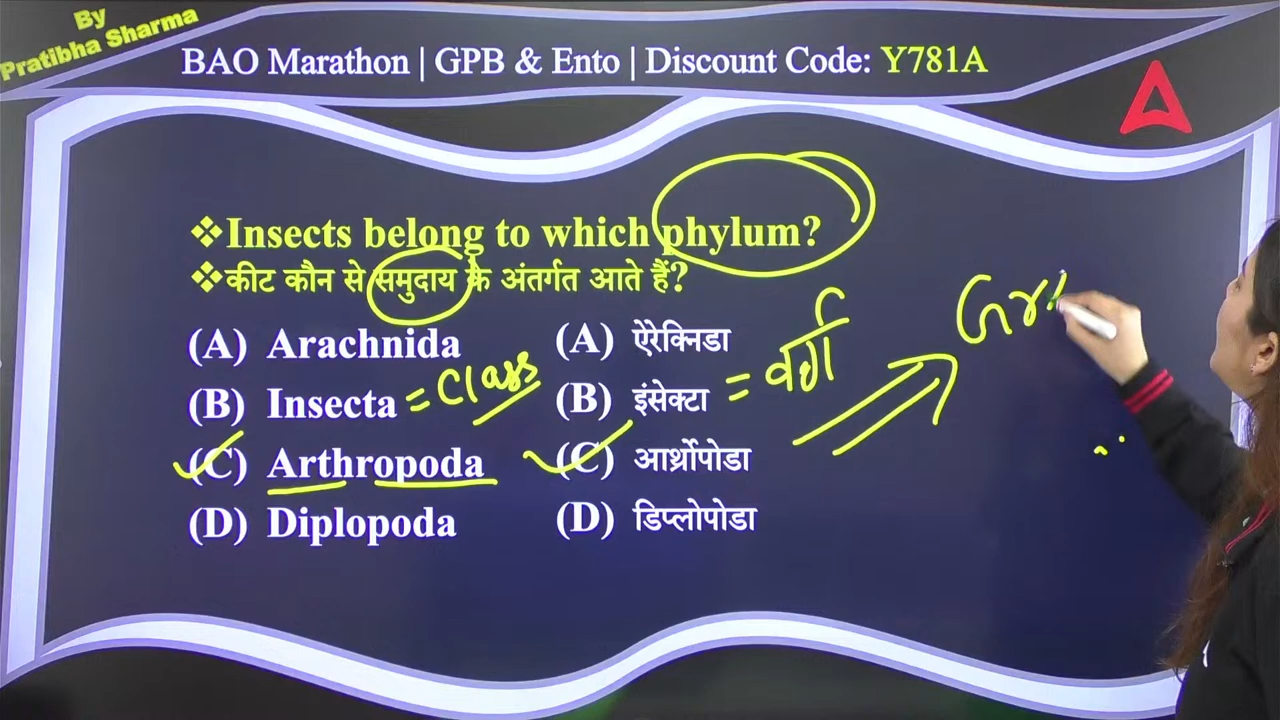 By
Pratibha Sharma
BAO Marathon | GPB & Ento | Discount Code: Y781A
❖Insects belong to which phylum?
❖कीट कौन से समुदाय के अंतर्गत आते हैं?
(A) Arachnida (A) ऐरेक्निडा
(B) Insecta = Class (B) इंसेक्टा = वर्ग
(C) Arthropoda (C) आर्थ्रोपोडा
(D) Diplopoda (D) डिप्लोपोडा